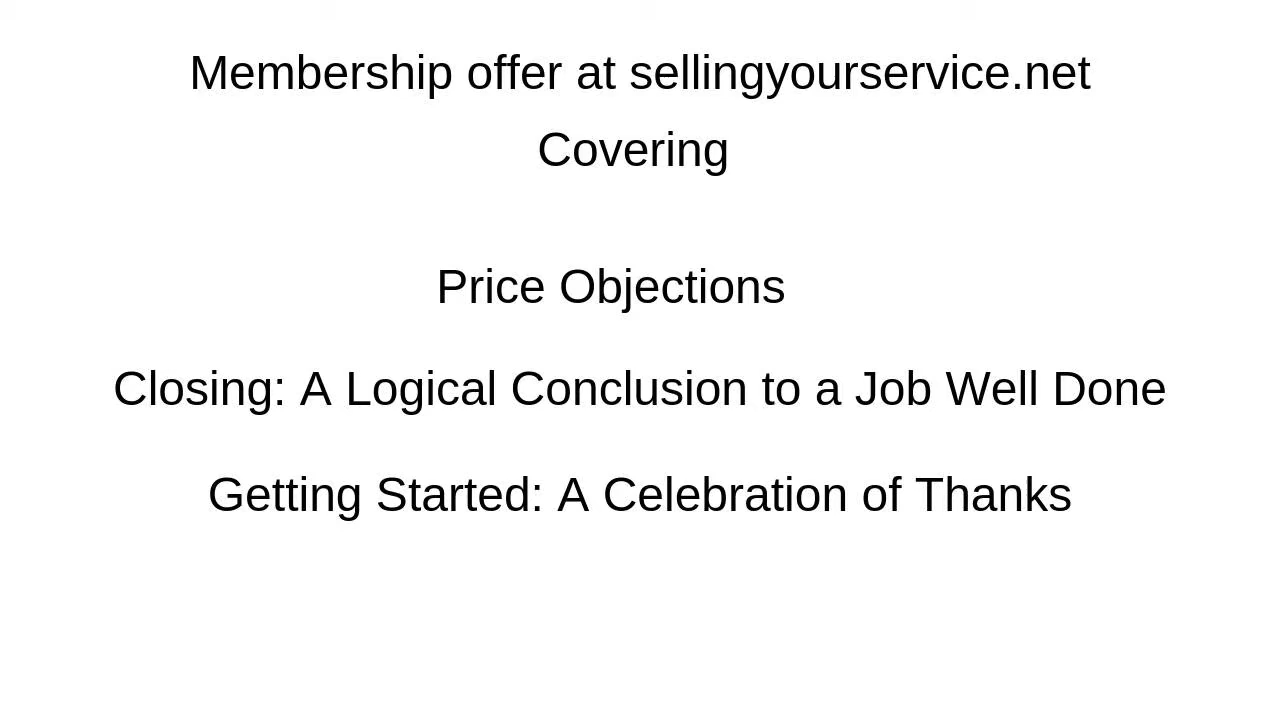 Membership offer at sellingyourservice.net
Covering
Price Objections
Closing: A Logical Conclusion to a Job Well Done
Getting Started: A Celebration of Thanks